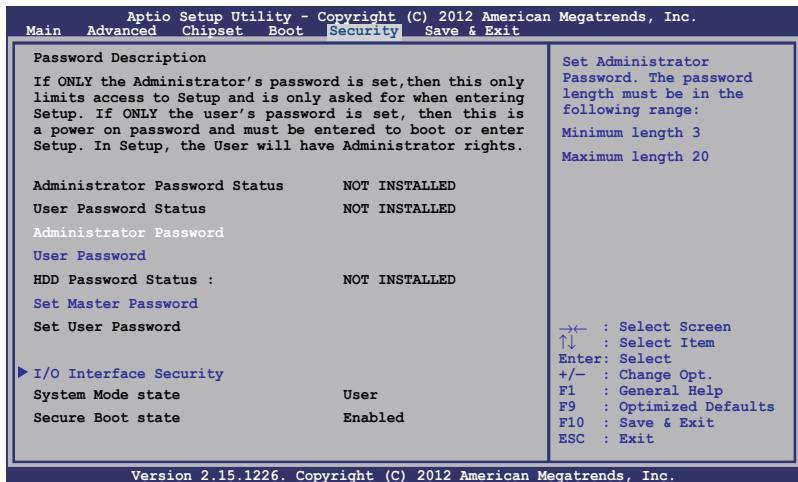 Aptio Setup Utility - Copyright (C) 2012 American Megatrends, Inc.
Main Advanced Chipset Boot Security Save & Exit
Password Description
If ONLY the Administrator's password is set,then this only
limits access to Setup and is only asked for when entering
Setup. If ONLY the user's password is set, then this is
a power on password and must be entered to boot or enter
Setup. In Setup, the User will have Administrator rights.
Administrator Password Status NOT INSTALLED
User Password Status NOT INSTALLED
Administrator Password
User Password
HDD Password Status : NOT INSTALLED
Set Master Password
Set User Password
I/O Interface Security
System Mode state User
Secure Boot state Enabled
Set Administrator
Password. The password
length must be in the
following range:
Minimum length 3
Maximum length 20
→← : Select Screen
↑↓ : Select Item
Enter: Select
+/— : Change Opt.
F1 : General Help
F9 : Optimized Defaults
F10 : Save & Exit
ESC : Exit
Version 2.15.1226. Copyright (C) 2012 American Megatrends, Inc.